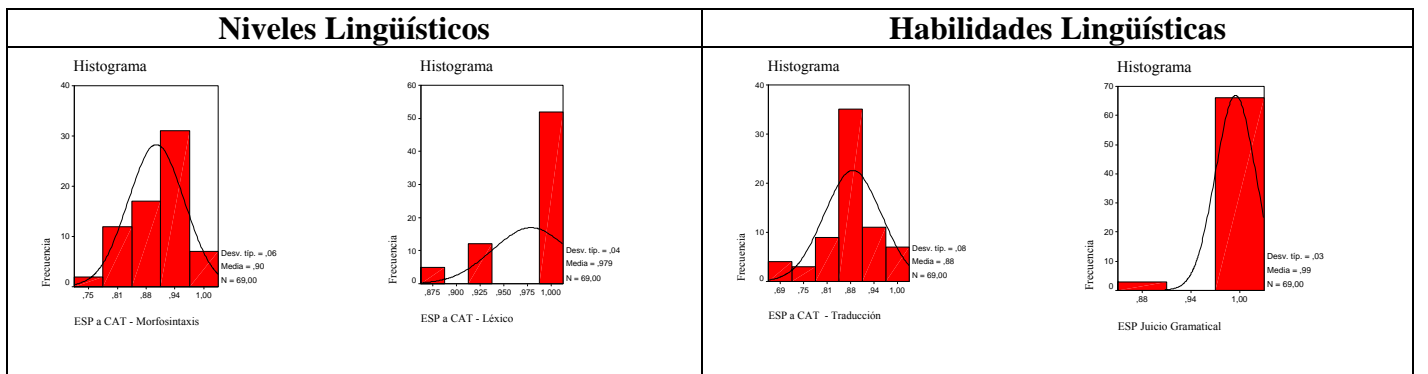 Niveles Lingüísticos
Habilidades Lingüísticas
Histograma
40
30
20
10
0
Frecuencia
,75 ,81 ,88 ,94 1,00
Desv. típ. = ,06
Media = ,90
N = 69,00
ESP a CAT - Morfosintaxis
Histograma
60
50
40
30
20
10
0
Frecuencia
,875 ,900 ,925 ,950 ,975 1,000
Desv. típ. = ,04
Media = ,979
N = 69,00
ESP a CAT - Léxico
Histograma
40
30
20
10
0
Frecuencia
,69 ,75 ,81 ,88 ,94 1,00
Desv. típ. = ,08
Media = ,88
N = 69,00
ESP a CAT - Traducción
Histograma
70
60
50
40
30
20
10
0
Frecuencia
,88 ,94 1,00
Desv. típ. = ,03
Media = ,99
N = 69,00
ESP Juicio Gramatical